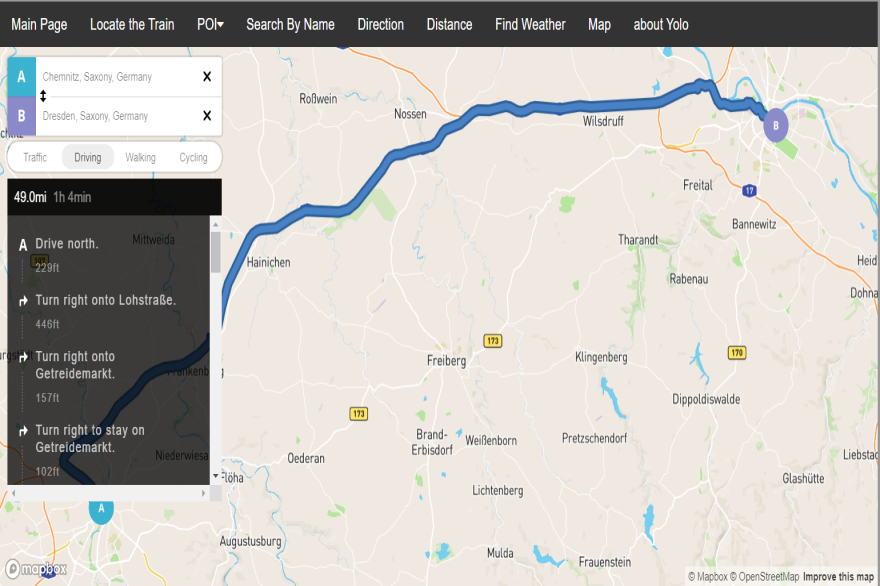 Main Page Locate the Train POI▾ Search By Name Direction Distance Find Weather Map about Yolo
A Chemnitz, Saxony, Germany X
B Dresden, Saxony, Germany X
Traffic Driving Walking Cycling
49.0mi 1h 4min
A Drive north.
229ft
Turn right onto Lohstraße.
446ft
Turn right onto
Getreidemarkt.
157ft
Turn right to stay on
Getreidemarkt.
102ft
A
Roßwein
Nossen
Wilsdruff
B
Freital
17
Bannewitz
Mittweida
Hainichen
Tharandt
Heid
Rabenau
Dohna
173
Freiberg
Klingenberg
170
Frankenberg
173
Dippoldiswalde
Brand-
Erbisdorf
Weißenborn
Pretzschendorf
Niederwiesa
Oederan
Liebstad
Flöha
Lichtenberg
Glashütte
Augustusburg
Mulda
Frauenstein
mapbox
© Mapbox © OpenStreetMap Improve this map